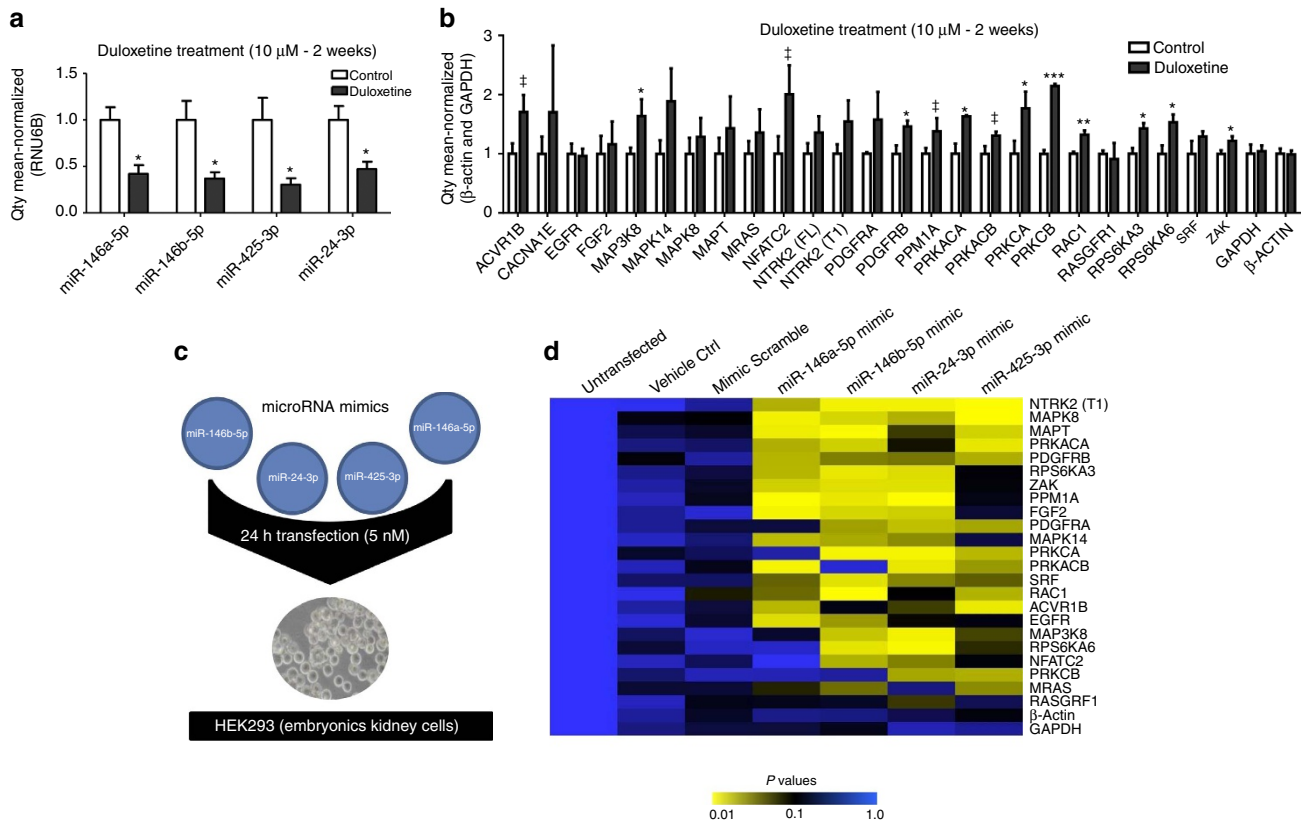 a
Duloxetine treatment (10 µM - 2 weeks)
Control
Duloxetine
Qty mean-normalized
(RNU6B)
1.5
1.0
0.5
0.0
*
*
*
*
miR-146a-5p
miR-146b-5p
miR-425-3p
miR-24-3p
b
Duloxetine treatment (10 µM - 2 weeks)
Control
Duloxetine
Qty mean-normalized
(β-actin and GAPDH)
3
2
1
0
‡
*
‡
*
‡
*
‡
*
***
**
*
*
*
ACVR1B
CACNA1E
EGFR
FGF2
MAP3K8
MAPK14
MAPK8
MAPT
MRAS
NFATC2
NTRK2 (FL)
NTRK2 (T1)
PDGFRA
PDGFRB
PPM1A
PRKACA
PRKACB
PRKCA
PRKCB
RAC1
RASGFR1
RPS6KA3
RPS6KA6
SRF
ZAK
GAPDH
β-ACTIN
c
microRNA mimics
miR-146b-5p
miR-24-3p
miR-425-3p
miR-146a-5p
24 h transfection (5 nM)
HEK293 (embryonics kidney cells)
d
Untransfected
Vehicle Ctrl
Mimic Scramble
miR-146a-5p mimic
miR-146b-5p mimic
miR-24-3p mimic
miR-425-3p mimic
NTRK2 (T1)
MAPK8
MAPT
PRKACA
PDGFRB
RPS6KA3
ZAK
PPM1A
FGF2
PDGFRA
MAPK14
PRKCA
PRKACB
SRF
RAC1
ACVR1B
EGFR
MAP3K8
RPS6KA6
NFATC2
PRKCB
MRAS
RASGRF1
β-Actin
GAPDH
P values
0.01
0.1
1.0